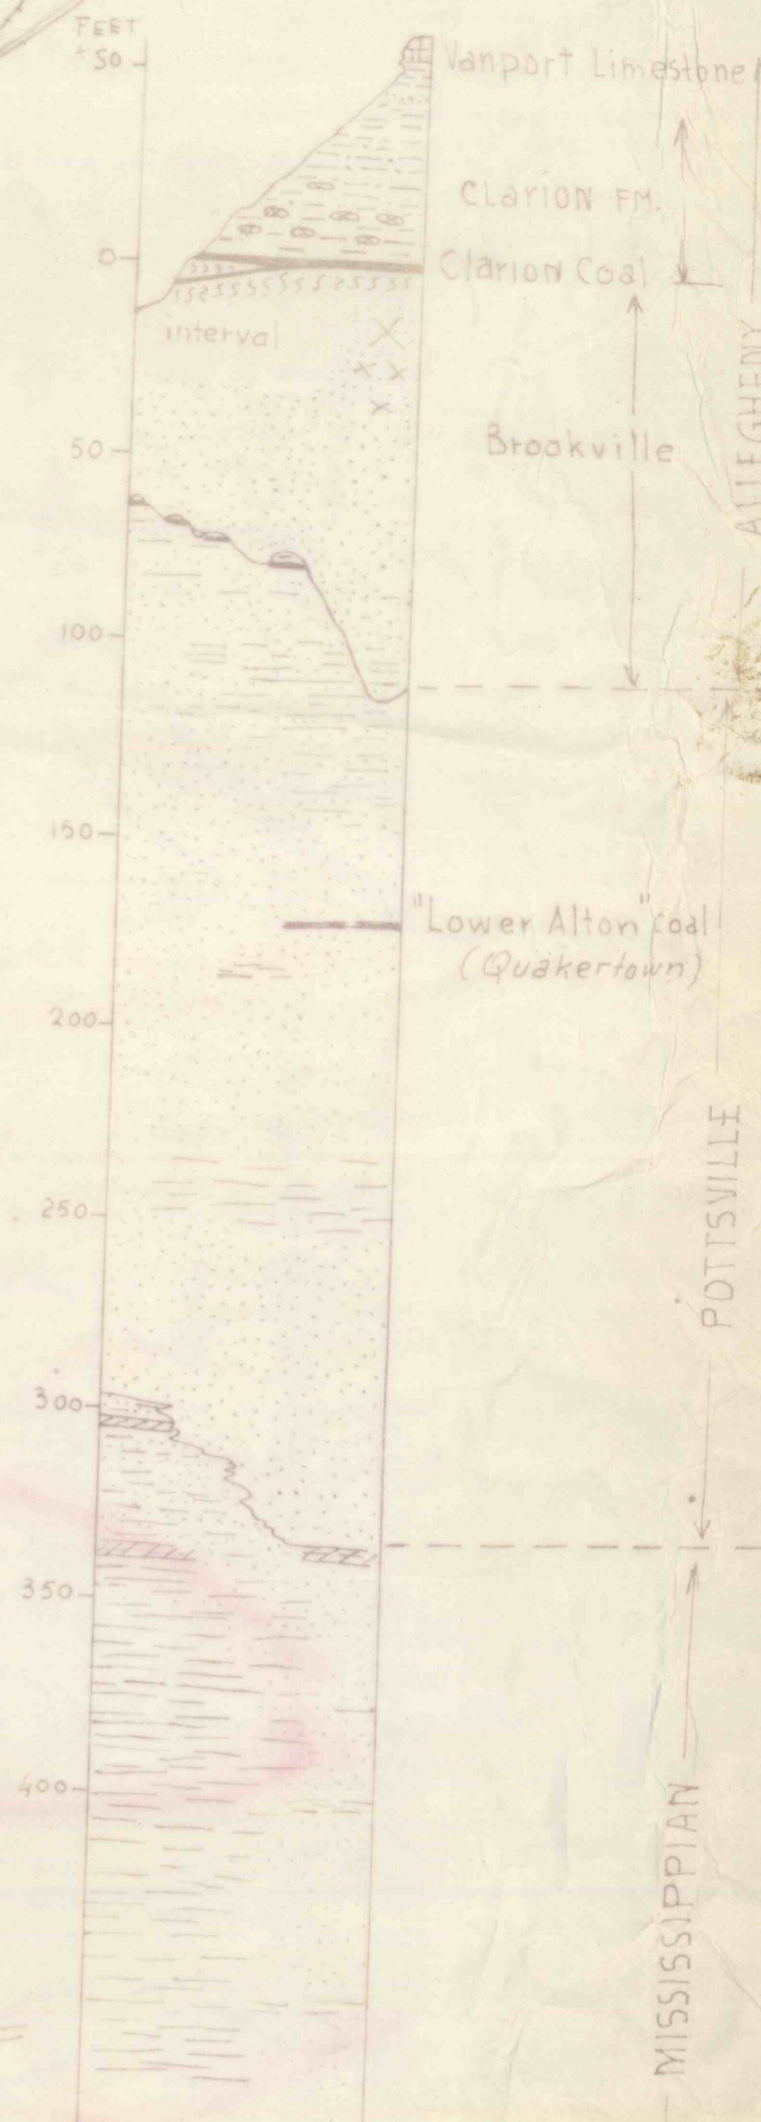 FEET
+50
Vanport Limestone
CLARION FM.
0
Clarion Coal
interval
50
Brookville
ALLEGHENY
100
150
"Lower Alton" coal
(Quakertown)
200
POTTSVILLE
250
300
350
400
MISSISSIPPIAN